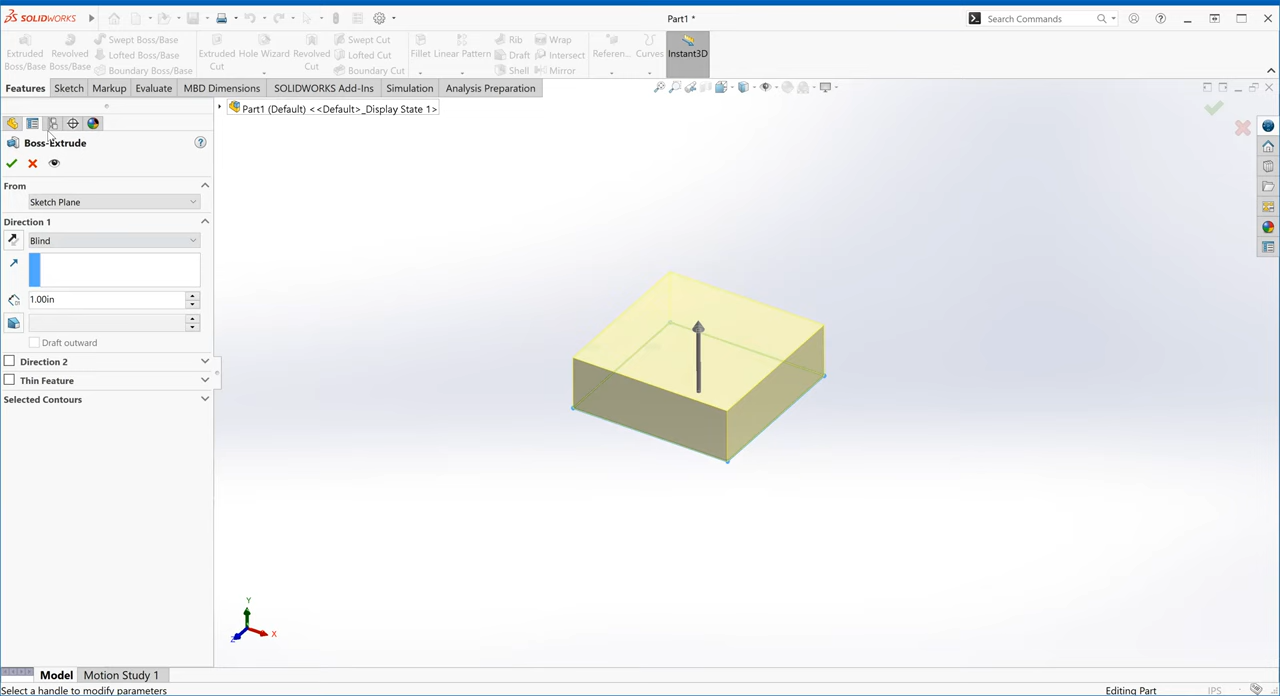 SOLIDWORKS
Part1 *
Search Commands
Extruded Boss/Base
Revolved Boss/Base
Swept Boss/Base
Lofted Boss/Base
Boundary Boss/Base
Extruded Cut
Hole Wizard
Revolved Cut
Swept Cut
Lofted Cut
Boundary Cut
Fillet
Linear Pattern
Rib
Draft
Shell
Wrap
Intersect
Mirror
Referen...
Curves
Instant3D
Features
Sketch
Markup
Evaluate
MBD Dimensions
SOLIDWORKS Add-Ins
Simulation
Analysis Preparation
Part1 (Default) <<Default>_Display State 1>
Boss-Extrude
From
Sketch Plane
Direction 1
Blind
1.00in
Draft outward
Direction 2
Thin Feature
Selected Contours
Y
X
Z
Model
Motion Study 1
Select a handle to modify parameters
Editing Part
IPS